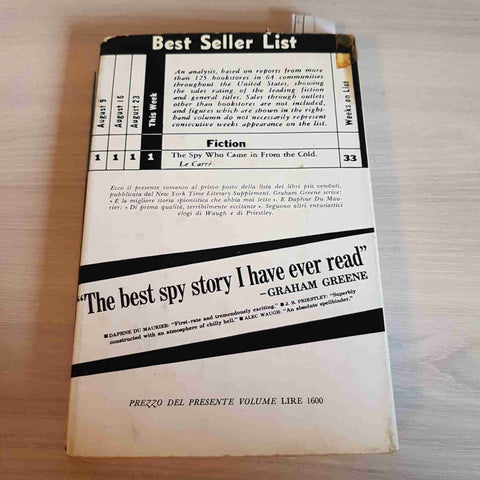 Best Seller List
August 9
August 16
August 23
This Week
An analysis, based on reports from more
than 125 bookstores in 64 communities
throughout the United States, showing
the sales rating of the leading fiction
and general titles. Sales through outlets
other than bookstores are not included,
and figures which are shown in the right-
hand column do not necessarily represent
consecutive weeks appearance on the list.
Weeks on List
Fiction
1 1 1 1 The Spy Who Came in From the Cold. 33
Le Carré
Ecco il presente romanzo al primo posto della lista dei libri più venduti,
pubblicata dal New York Time Literary Supplement. Graham Greene scrive:
« È la migliore storia spionistica che abbia mai letto ». E Daphne Du Mau-
rier: « Di prima qualità, terribilmente eccitante ». Seguono altri entusiastici
elogi di Waugh e di Priestley.
"The best spy story I have ever read"
—GRAHAM GREENE
■ DAPHNE DU MAURIER: "First-rate and tremendously exciting." ■ J. B. PRIESTLEY: "Superbly
constructed with an atmosphere of chilly hell." ■ ALEC WAUGH: "An absolute spellbinder."
PREZZO DEL PRESENTE VOLUME LIRE 1600